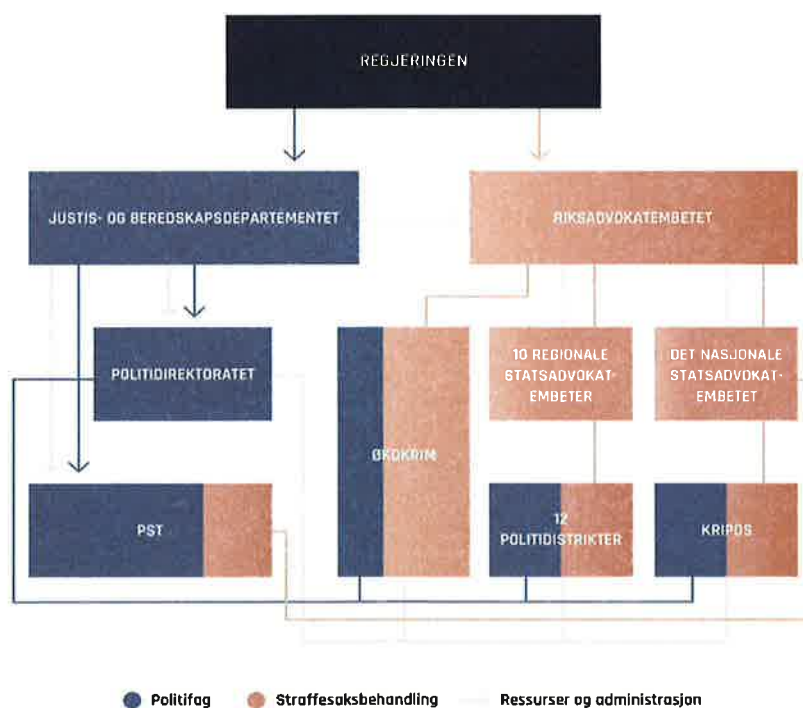 REGJERINGEN
JUSTIS- OG BEREDSKAPSDEPARTEMENTET
RIKSADVOKATEMBETET
POLITIDIREKTORATET
10 REGIONALE
STATSADVOKAT-
EMBETER
DET NASJONALE
STATSADVOKAT-
EMBETET
ØKOKRIM
PST
12
POLITIDISTRIKTER
KRIPOS
Politifag
Straffesaksbehandling
Ressurser og administrasjon